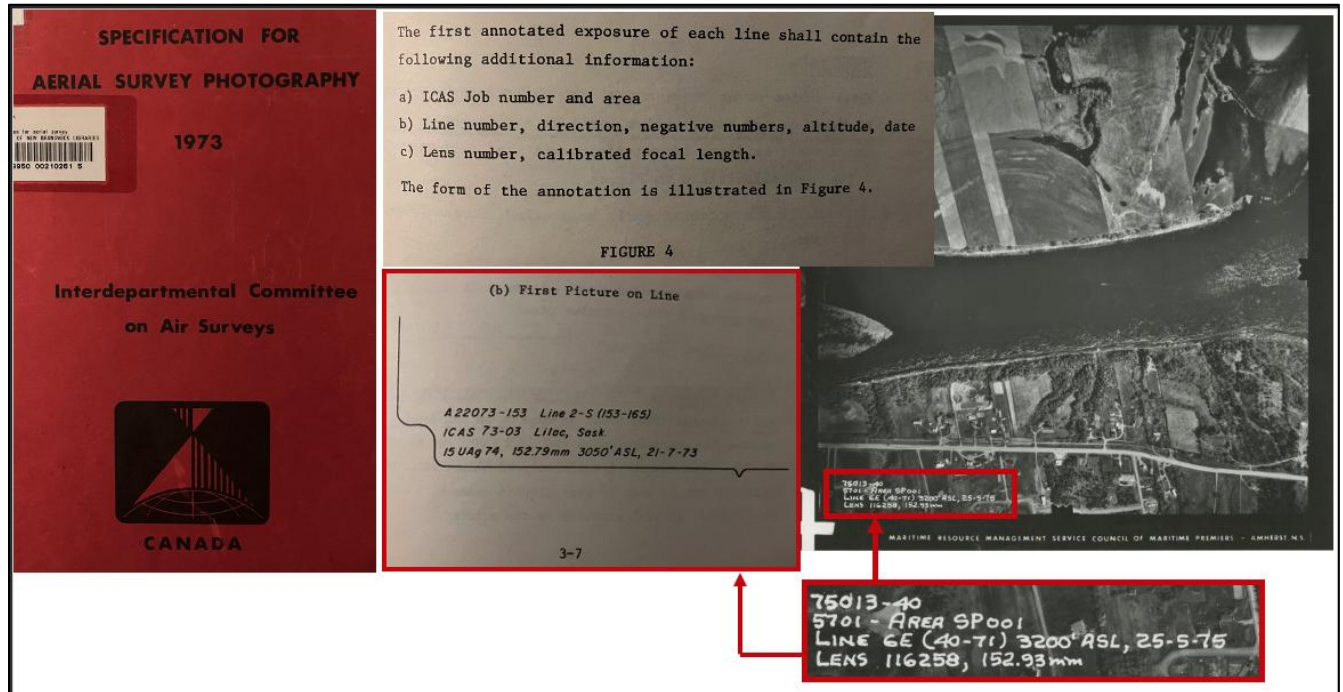 SPECIFICATION FOR
AERIAL SURVEY PHOTOGRAPHY
1973
OF NEW BRUNSWICK LIBRARIES
Interdepartmental Committee
on Air Surveys
CANADA
The first annotated exposure of each line shall contain the
following additional information:
a) ICAS Job number and area
b) Line number, direction, negative numbers, altitude, date
c) Lens number, calibrated focal length.
The form of the annotation is illustrated in Figure 4.
FIGURE 4
(b) First Picture on Line
A22073-153 Line 2-S (153-165)
ICAS 73-03 Lilac, Sask.
15 UAg 74, 152.79mm 3050' ASL, 21-7-73
3-7
75013-40
5701 - AREA SP001
LINE 6E (40-71) 3200' ASL, 25-5-75
LENS 116258, 152.93mm
MARITIME RESOURCE MANAGEMENT SERVICE COUNCIL OF MARITIME PREMIERS - AMHERST N.S.
75013-40
5701 - AREA SP001
LINE 6E (40-71) 3200' ASL, 25-5-75
LENS 116258, 152.93mm